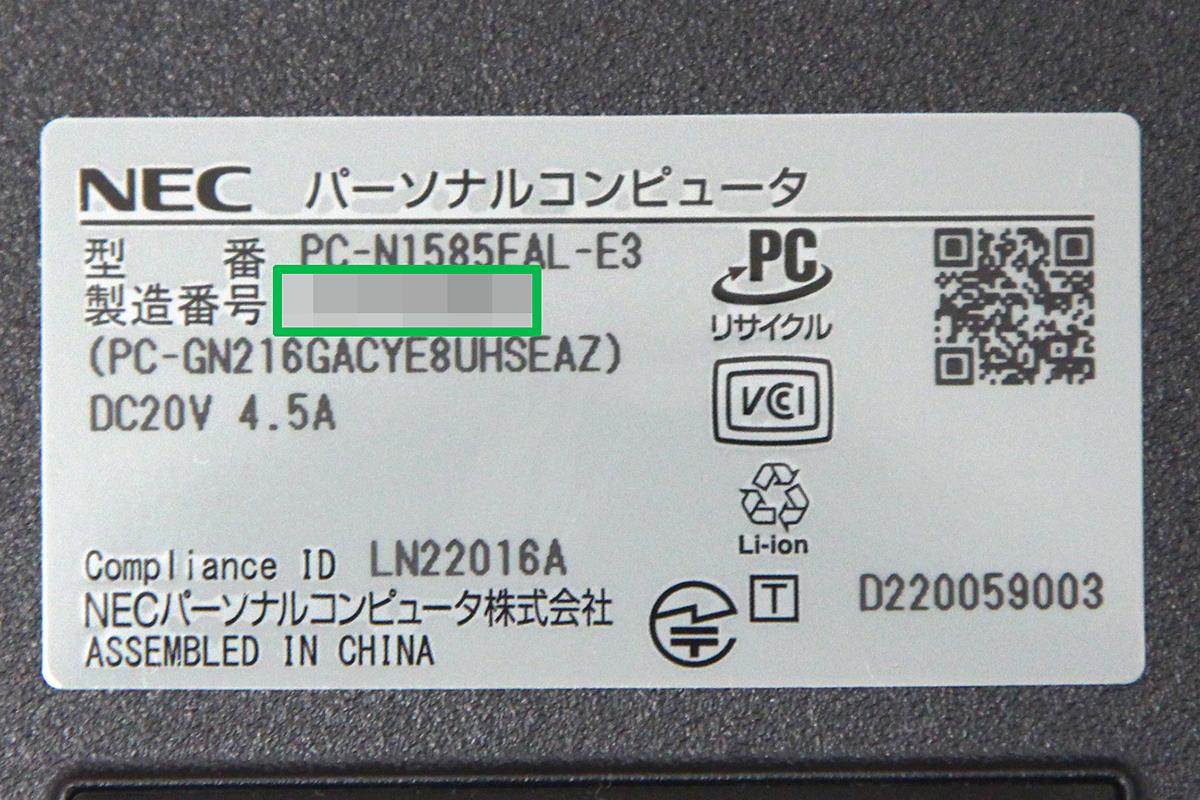 NEC パーソナルコンピュータ
型 番 PC-N1585EAL-E3
製造番号
(PC-GN216GACYE8UHSEAZ)
DC20V 4.5A
PC
リサイクル
VCCI
Li-ion
Compliance ID LN22016A
NECパーソナルコンピュータ株式会社
ASSEMBLED IN CHINA
T
D220059003